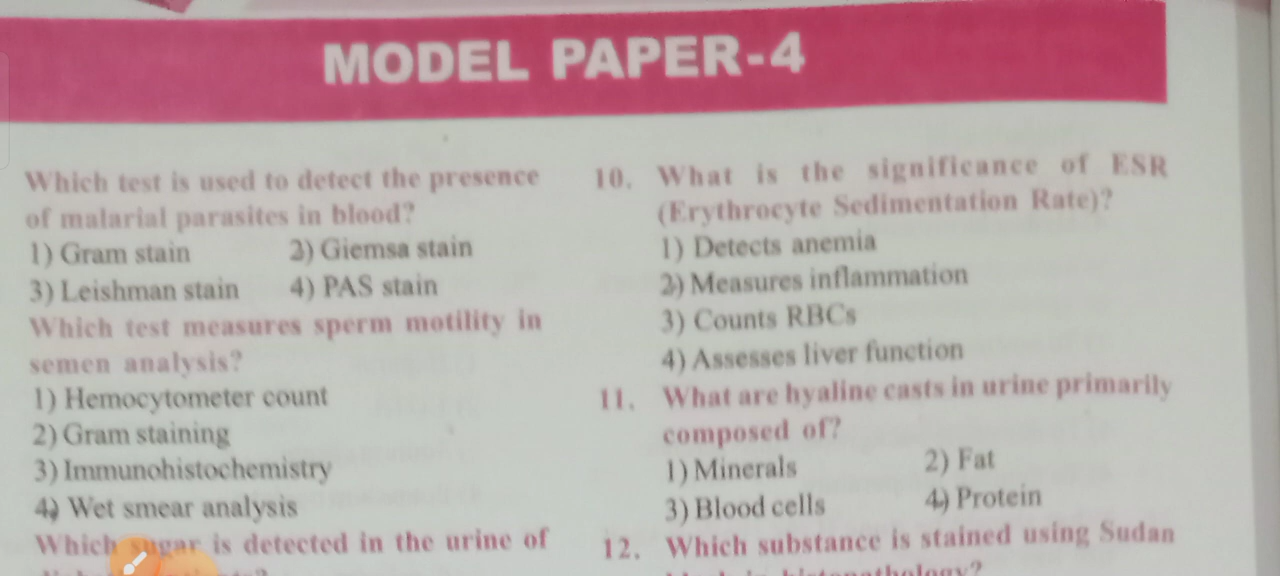 MODEL PAPER-4
Which test is used to detect the presence
of malarial parasites in blood?
1) Gram stain 2) Giemsa stain
3) Leishman stain 4) PAS stain
Which test measures sperm motility in
semen analysis?
1) Hemocytometer count
2) Gram staining
3) Immunohistochemistry
4) Wet smear analysis
Which sugar is detected in the urine of
10. What is the significance of ESR
(Erythrocyte Sedimentation Rate)?
1) Detects anemia
2) Measures inflammation
3) Counts RBCs
4) Assesses liver function
11. What are hyaline casts in urine primarily
composed of?
1) Minerals 2) Fat
3) Blood cells 4) Protein
12. Which substance is stained using Sudan
black in histopathology?